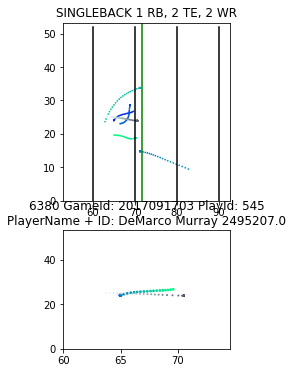 SINGLEBACK 1 RB, 2 TE, 2 WR
50
40
30
20
10
0
60 70 80 90
6380 GameId: 2017091703 PlayId: 545
PlayerName + ID: DeMarco Murray 2495207.0
40
20
0
60 65 70